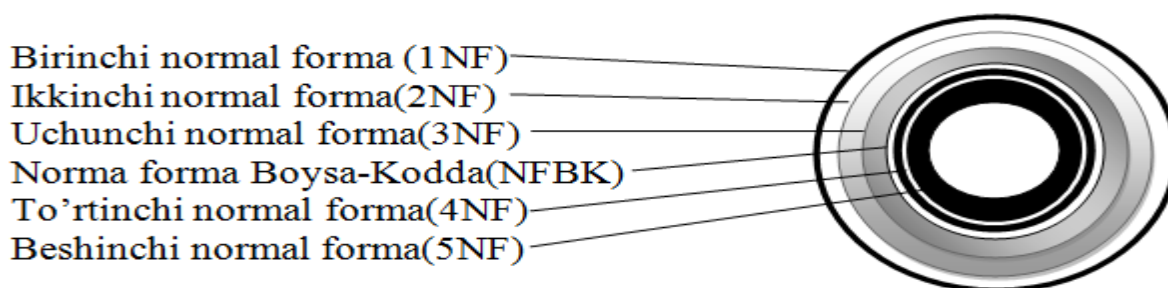 Birinchi normal forma (1NF)
Ikkinchi normal forma(2NF)
Uchunchi normal forma(3NF)
Norma forma Boysa-Kodda(NFBK)
To’rtinchi normal forma(4NF)
Beshinchi normal forma(5NF)